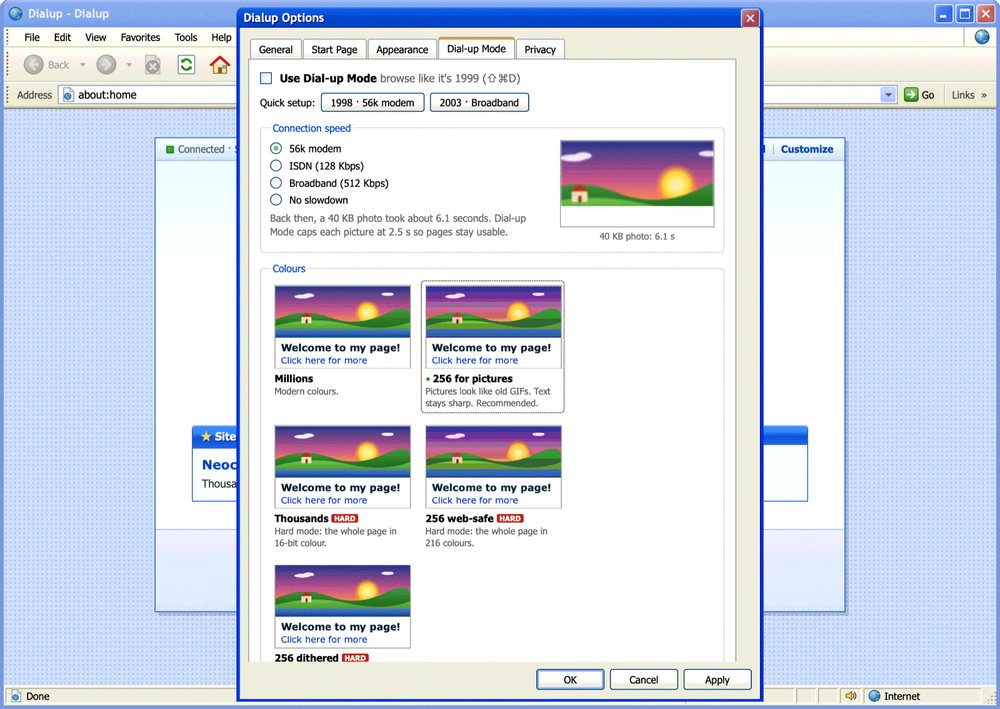 Dialup - Dialup
File Edit View Favorites Tools Help
Back
Address about:home
Go Links »
Connected ·
Customize
Site
Neoc
Thousa
Dialup Options
General Start Page Appearance Dial-up Mode Privacy
Use Dial-up Mode browse like it's 1999 (⇧⌘D)
Quick setup: 1998 · 56k modem 2003 · Broadband
Connection speed
56k modem
ISDN (128 Kbps)
Broadband (512 Kbps)
No slowdown
Back then, a 40 KB photo took about 6.1 seconds. Dial-up
Mode caps each picture at 2.5 s so pages stay usable.
40 KB photo: 6.1 s
Colours
Welcome to my page!
Click here for more
Millions
Modern colours.
Welcome to my page!
Click here for more
256 for pictures
Pictures look like old GIFs. Text
stays sharp. Recommended.
Welcome to my page!
Click here for more
Thousands HARD
Hard mode: the whole page in
16-bit colour.
Welcome to my page!
Click here for more
256 web-safe HARD
Hard mode: the whole page in
216 colours.
Welcome to my page!
Click here for more
256 dithered HARD
OK Cancel Apply
Done
Internet